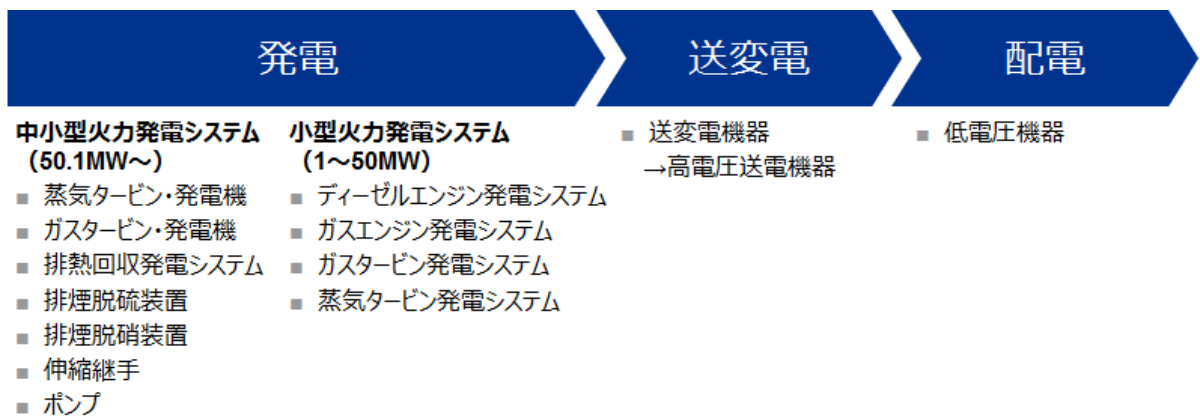 発電
送変電
配電
中小型火力発電システム
（50.1MW～）
■ 蒸気タービン・発電機
■ ガスタービン・発電機
■ 排熱回収発電システム
■ 排煙脱硫装置
■ 排煙脱硝装置
■ 伸縮継手
■ ポンプ
小型火力発電システム
（1～50MW）
■ ディーゼルエンジン発電システム
■ ガスエンジン発電システム
■ ガスタービン発電システム
■ 蒸気タービン発電システム
■ 送変電機器
→高電圧送電機器
■ 低電圧機器